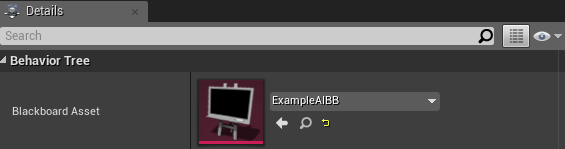 Details
Search
Behavior Tree
Blackboard Asset
ExampleAIBB